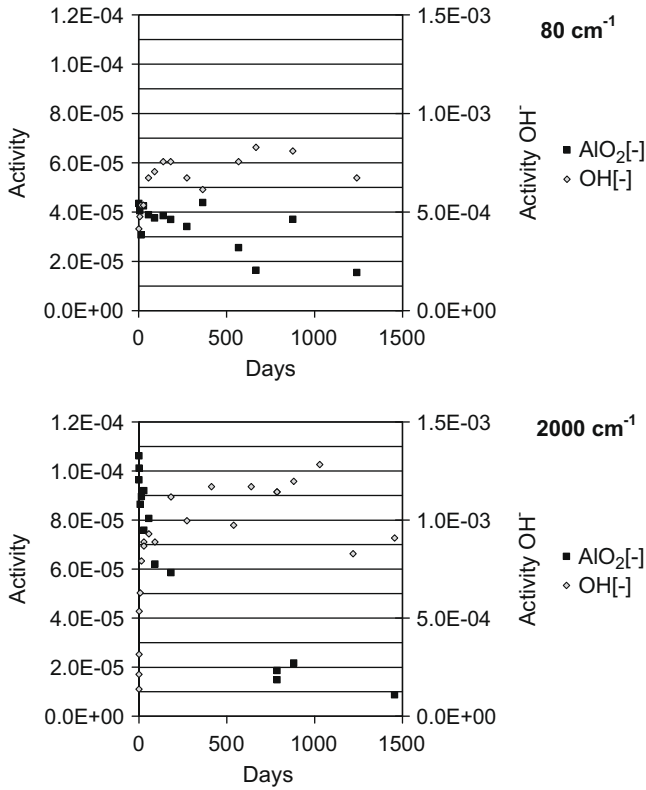 80 cm⁻¹
1.2E-04
1.0E-04
8.0E-05
6.0E-05
4.0E-05
2.0E-05
0.0E+00
Activity
1.5E-03
1.0E-03
5.0E-04
0.0E+00
Activity OH⁻
AlO₂[-]
OH[-]
0 500 1000 1500
Days
2000 cm⁻¹
1.2E-04
1.0E-04
8.0E-05
6.0E-05
4.0E-05
2.0E-05
0.0E+00
Activity
1.5E-03
1.0E-03
5.0E-04
0.0E+00
Activity OH⁻
AlO₂[-]
OH[-]
0 500 1000 1500
Days